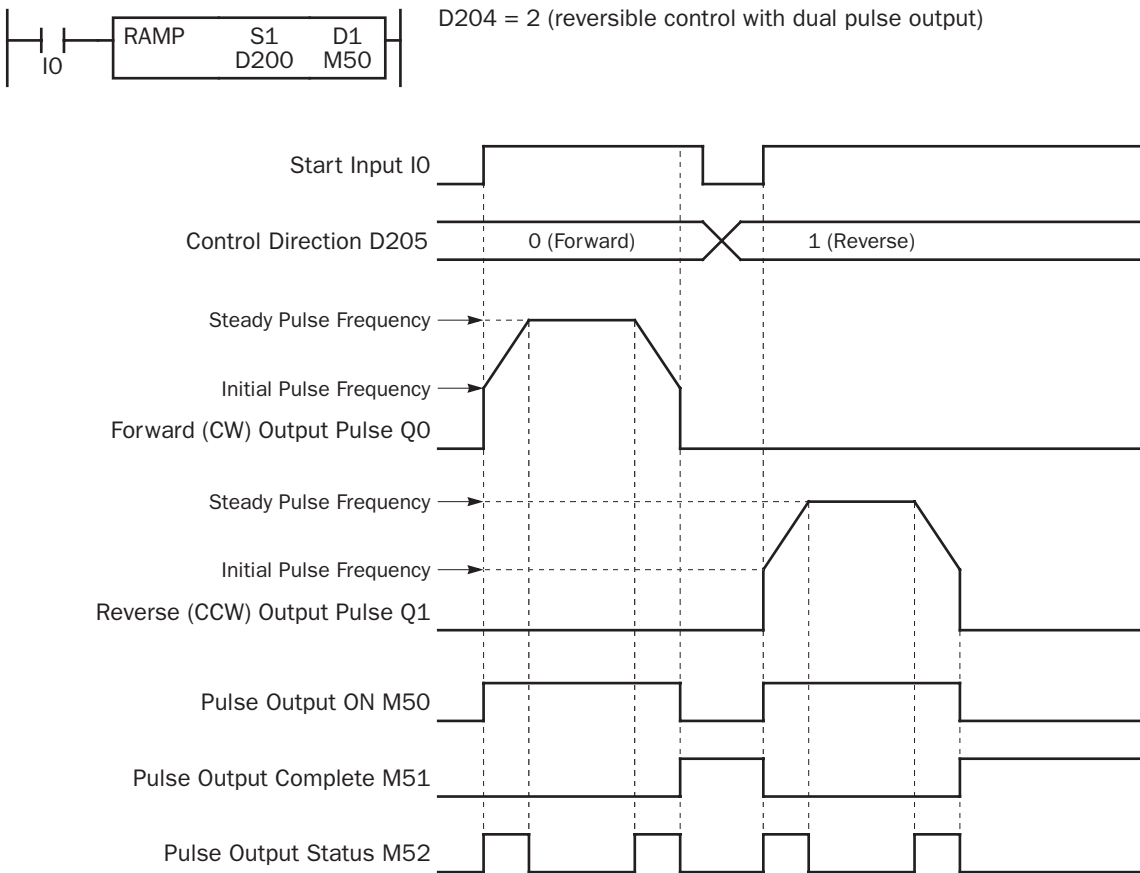 D204 = 2 (reversible control with dual pulse output)
RAMP S1 D1
D200 M50
I0
Start Input I0
Control Direction D205 0 (Forward) 1 (Reverse)
Steady Pulse Frequency
Initial Pulse Frequency
Forward (CW) Output Pulse Q0
Steady Pulse Frequency
Initial Pulse Frequency
Reverse (CCW) Output Pulse Q1
Pulse Output ON M50
Pulse Output Complete M51
Pulse Output Status M52